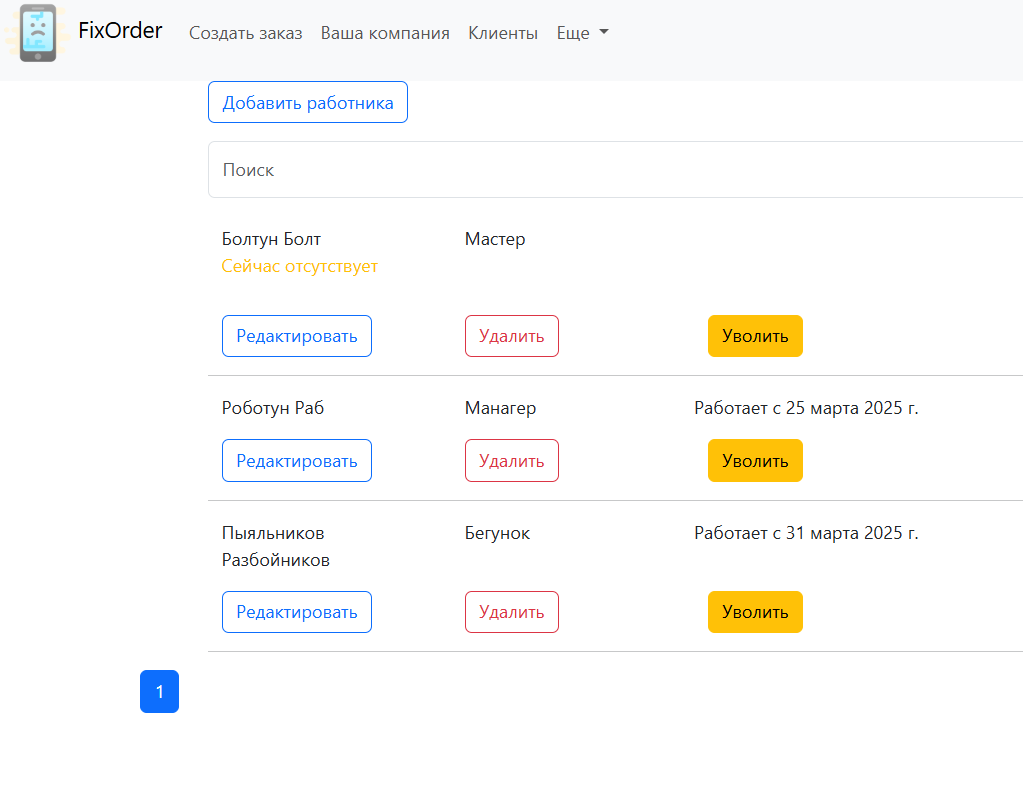 FixOrder Создать заказ Ваша компания Клиенты Еще
Добавить работника
Поиск
Болтун Болт Мастер
Сейчас отсутствует
Редактировать Удалить Уволить
Роботун Раб Манагер Работает с 25 марта 2025 г.
Редактировать Удалить Уволить
Пыяльников Бегунок Работает с 31 марта 2025 г.
Разбойников
Редактировать Удалить Уволить
1